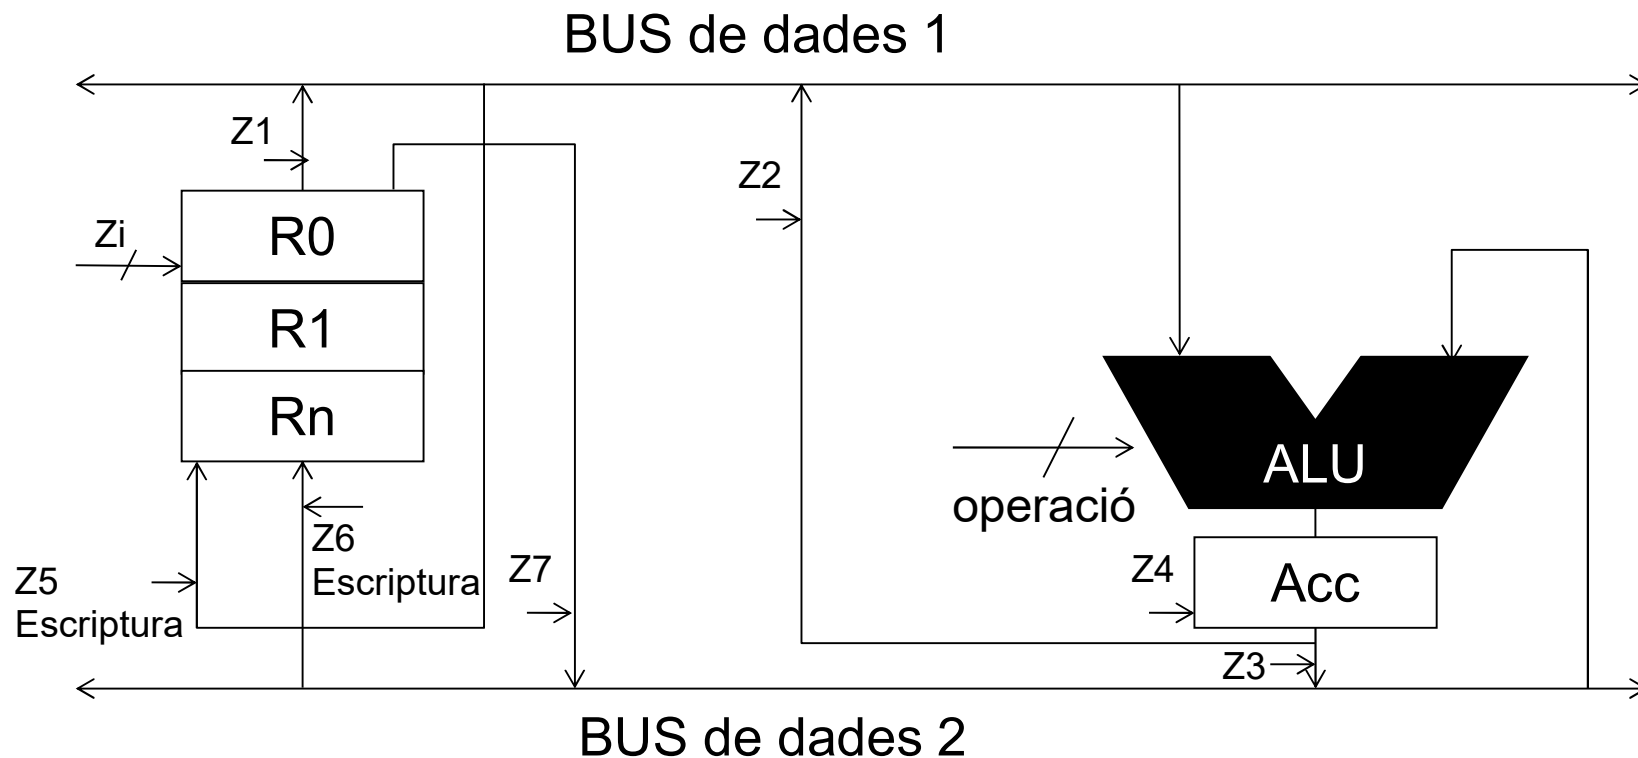 BUS de dades 1
Z1
Z2
Zi
R0
R1
Rn
ALU
operació
Z6
Escriptura
Z5
Escriptura
Z7
Z4
Acc
Z3
BUS de dades 2